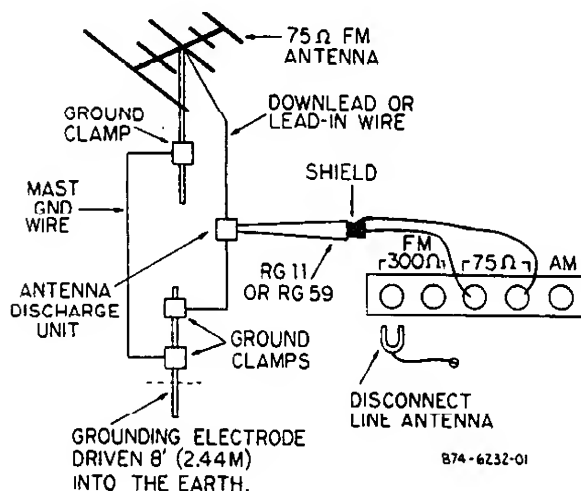 75Ω FM
ANTENNA
DOWNLEAD OR
LEAD-IN WIRE
GROUND
CLAMP
SHIELD
MAST
GND
WIRE
FM
300Ω 75Ω AM
RG 11
OR RG 59
ANTENNA
DISCHARGE
UNIT
GROUND
CLAMPS
DISCONNECT
LINE ANTENNA
GROUNDING ELECTRODE
DRIVEN 8' (2.44M)
INTO THE EARTH.
B74-6232-01